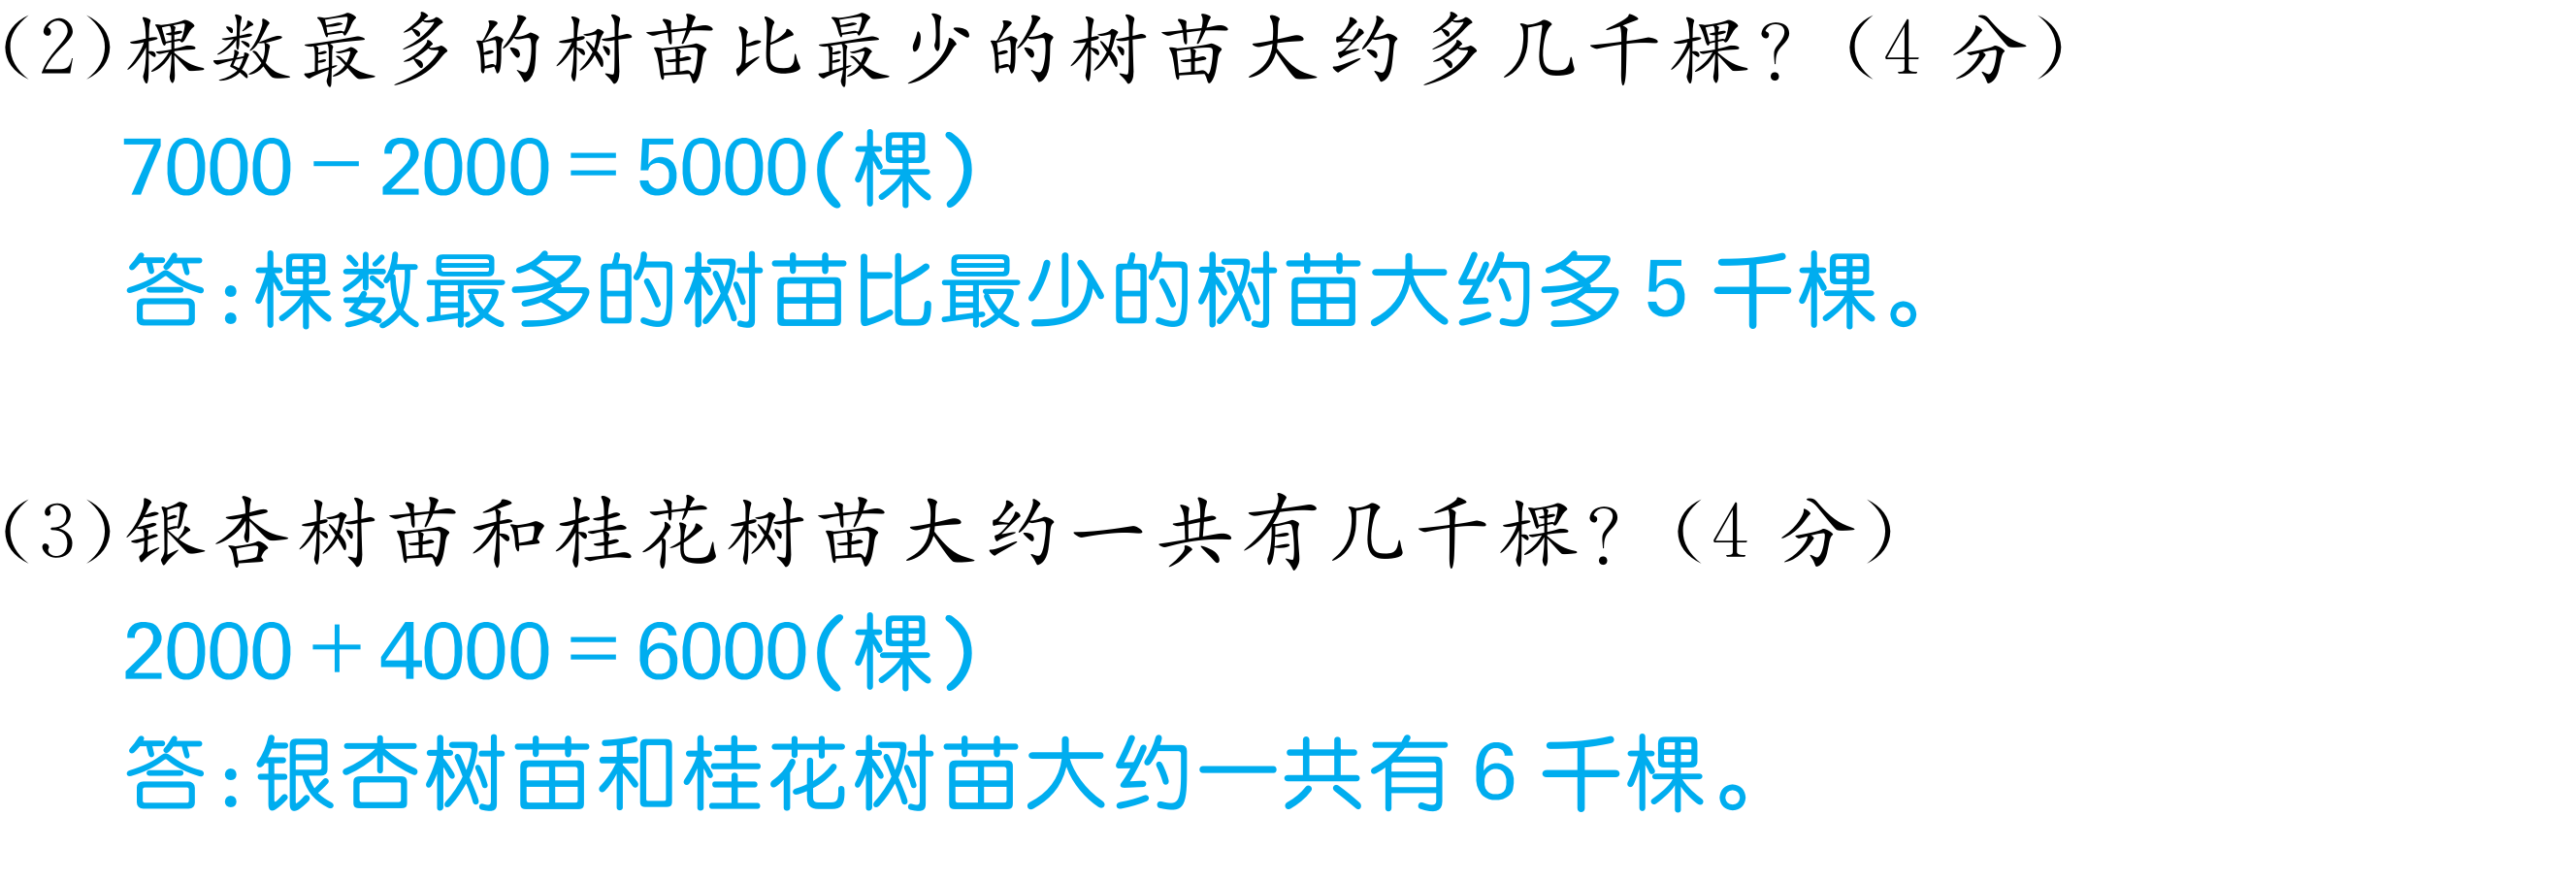 （2）棵数最多的树苗比最少的树苗大约多几千棵？（4 分）
7000－2000＝5000(棵)
答:棵数最多的树苗比最少的树苗大约多 5 千棵。
（3）银杏树苗和桂花树苗大约一共有几千棵？（4 分）
2000＋4000＝6000(棵)
答:银杏树苗和桂花树苗大约一共有 6 千棵。